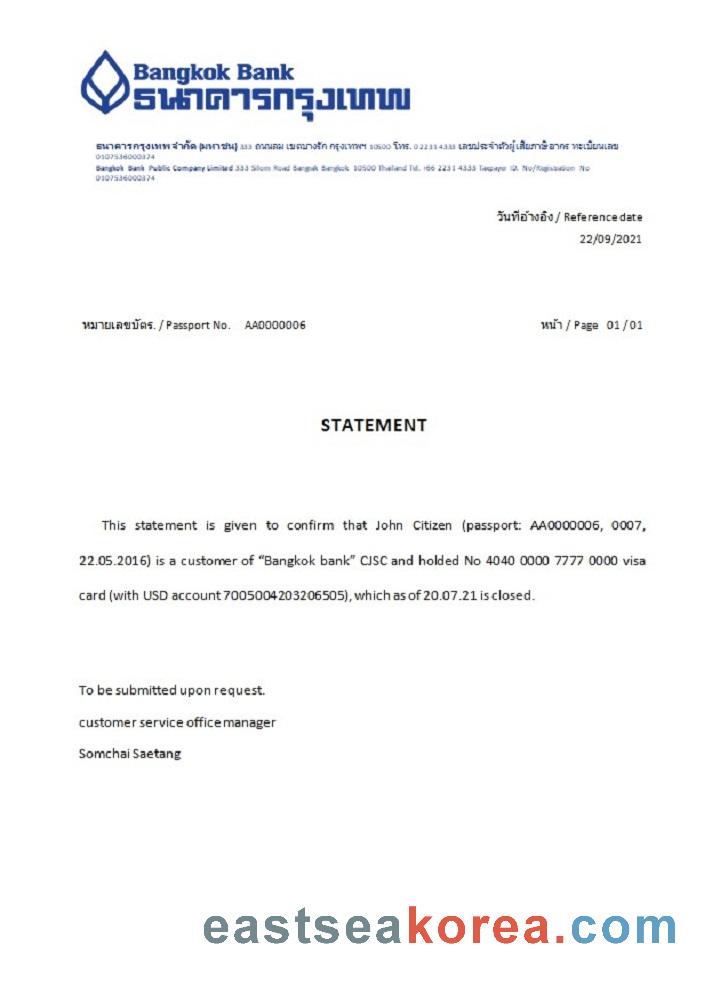 Bangkok Bank
ธนาคารกรุงเทพ
ธนาคารกรุงเทพ จำกัด (มหาชน) 333 ถนนสีลม เขตบางรัก กรุงเทพฯ 10500 โทร. 0 2231 4333 เลขประจำตัวผู้เสียภาษีอากร ทะเบียนเลข
0107536000374
Bangkok Bank Public Company Limited 333 Silom Road Bangrak Bangkok 10500 Thailand Tel. +66 2231 4333 Taxpayer ID. No/Registration No
0107536000374
วันที่อ้างอิง / Reference date
22/09/2021
หมายเลขบัตร. / Passport No. AA0000006
หน้า / Page 01 / 01
STATEMENT
This statement is given to confirm that John Citizen (passport: AA0000006, 0007,
22.05.2016) is a customer of “Bangkok bank” CJSC and holded No 4040 0000 7777 0000 visa
card (with USD account 7005004203206505), which as of 20.07.21 is closed.
To be submitted upon request.
customer service office manager
Somchai Saetang
eastseakorea.com